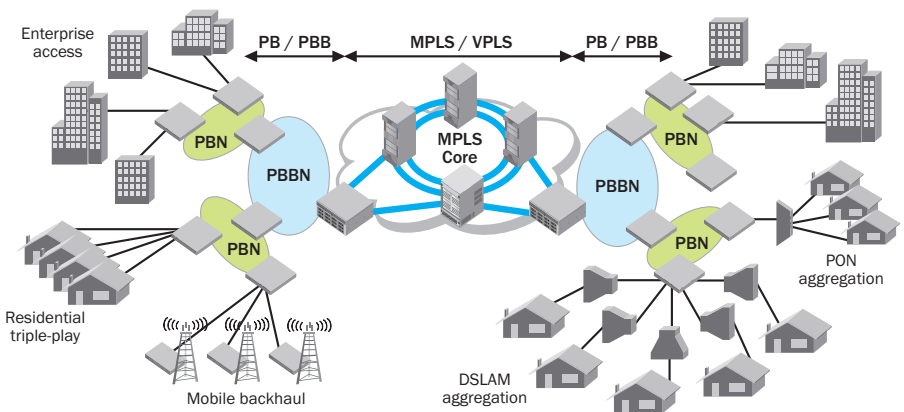 Enterprise
access
PB / PBB
MPLS / VPLS
PB / PBB
PBN
PBN
MPLS
Core
PBBN
PBBN
PBN
PBN
PON
aggregation
Residential
triple-play
Mobile backhaul
DSLAM
aggregation